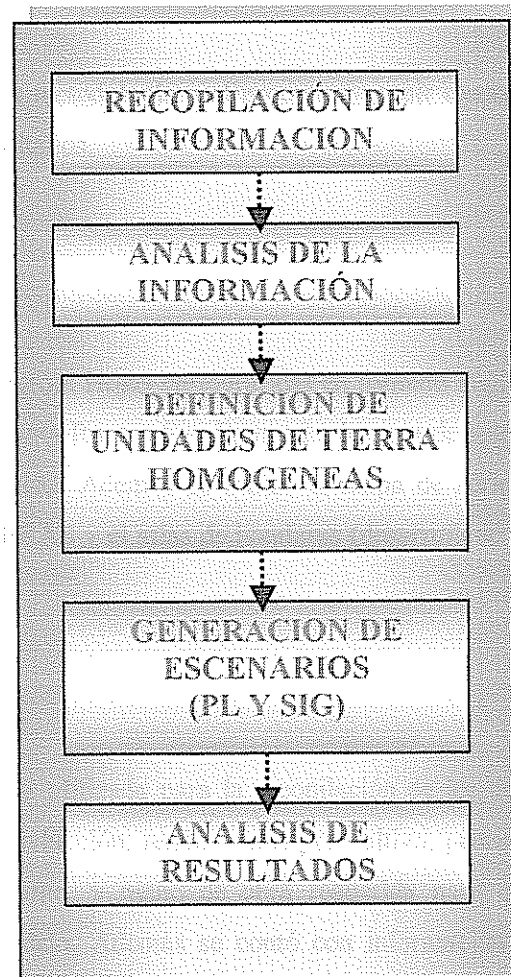 RECOPILACIÓN DE
INFORMACION
ANALISIS DE LA
INFORMACIÓN
DEFINICION DE
UNIDADES DE TIERRA
HOMOGENEAS
GENERACION DE
ESCENARIOS
(PL Y SIG)
ANALISIS DE
RESULTADOS